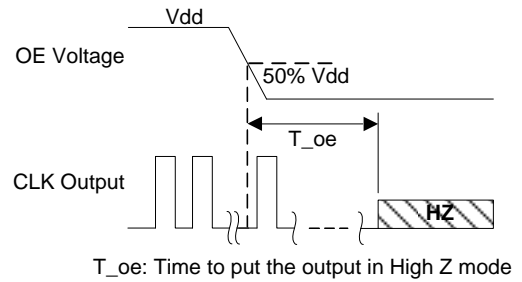 Vdd
OE Voltage
50% Vdd
T_oe
CLK Output
HZ
T_oe: Time to put the output in High Z mode